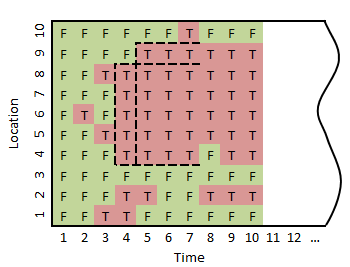 10 F F F F F F T F F F
9 F F F F T T T T T T
8 F F T T T T T T T T
7 F F F T T T T T T T
6 F T F T T T T T T T
5 F F T T T T T T T T
4 F F F T T T T F T T
3 F F F F F F F F F F
2 F F F T T F F T T T
1 F F T T F F F F F F
1 2 3 4 5 6 7 8 9 10 11 12 ...
Location
Time